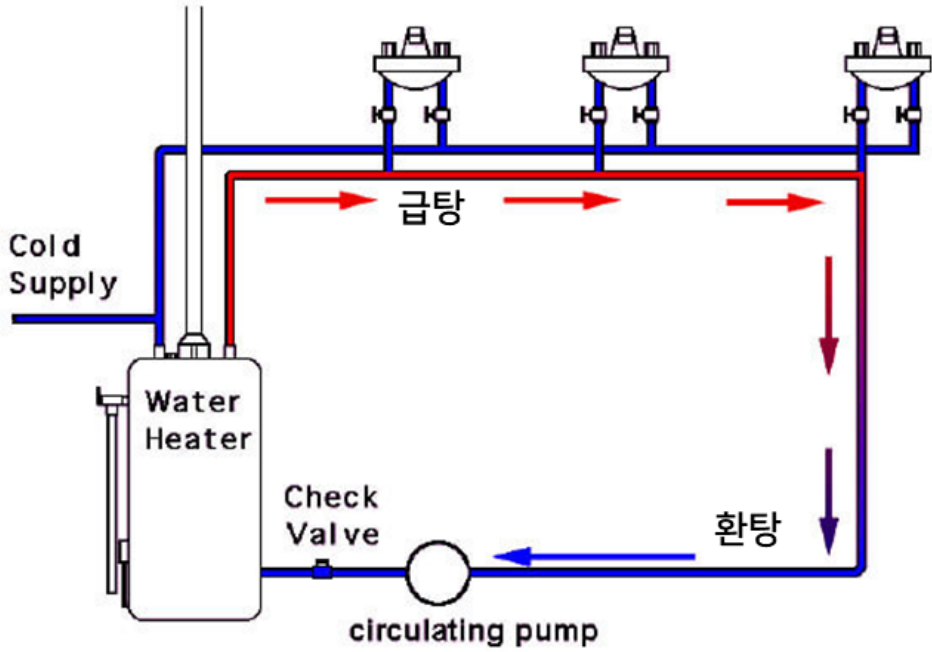 급탕
Cold
Supply
Water
Heater
Check
Valve
환탕
circulating pump